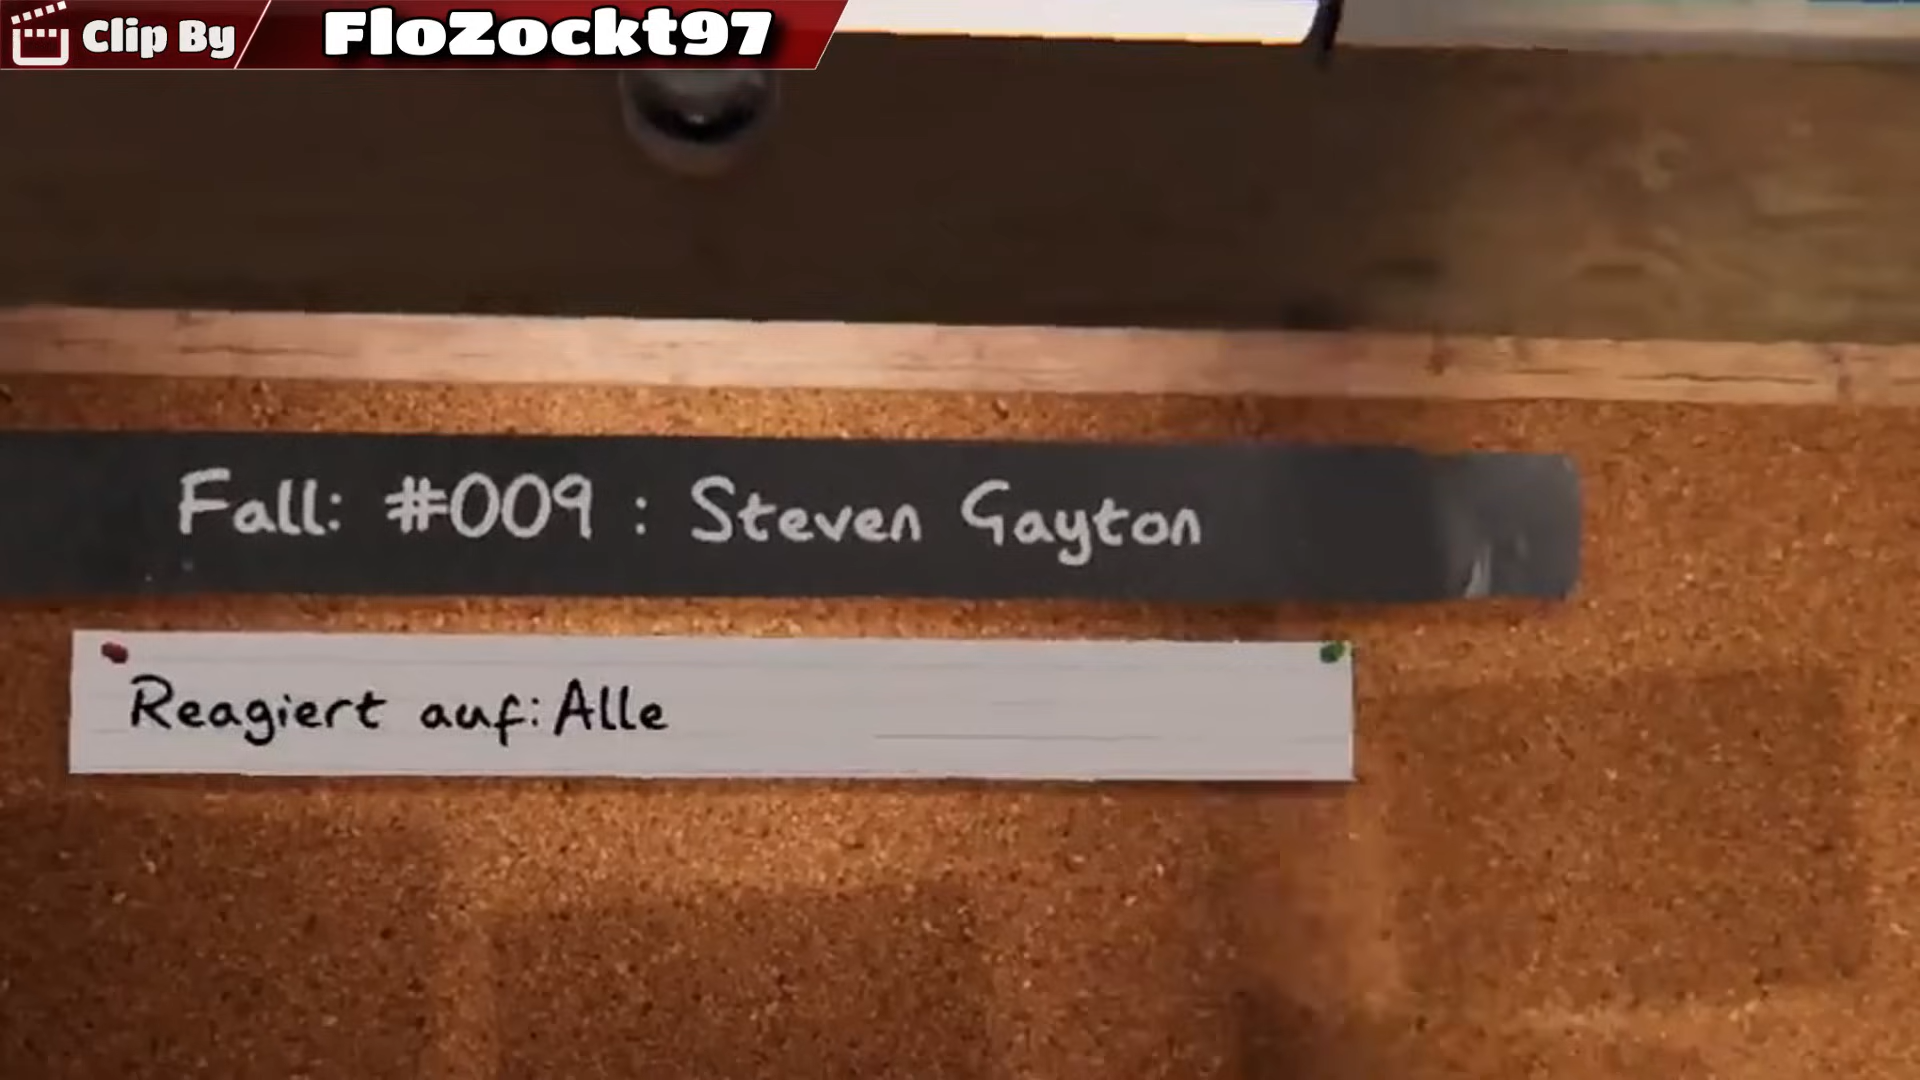 Clip By FloZockt97
Fall: #009 : Steven Gayton
Reagiert auf: Alle